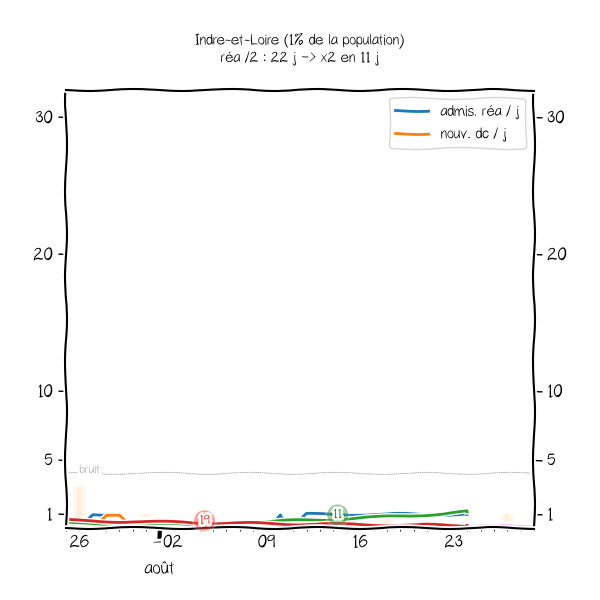 Indre-et-Loire (1% de la population)
réa /2 : 22 j -> x2 en 11 j
admis. réa / j
nouv. dc / j
30
30
20
20
10
10
5
5
bruit
1
1
19
11
26
02
09
16
23
août